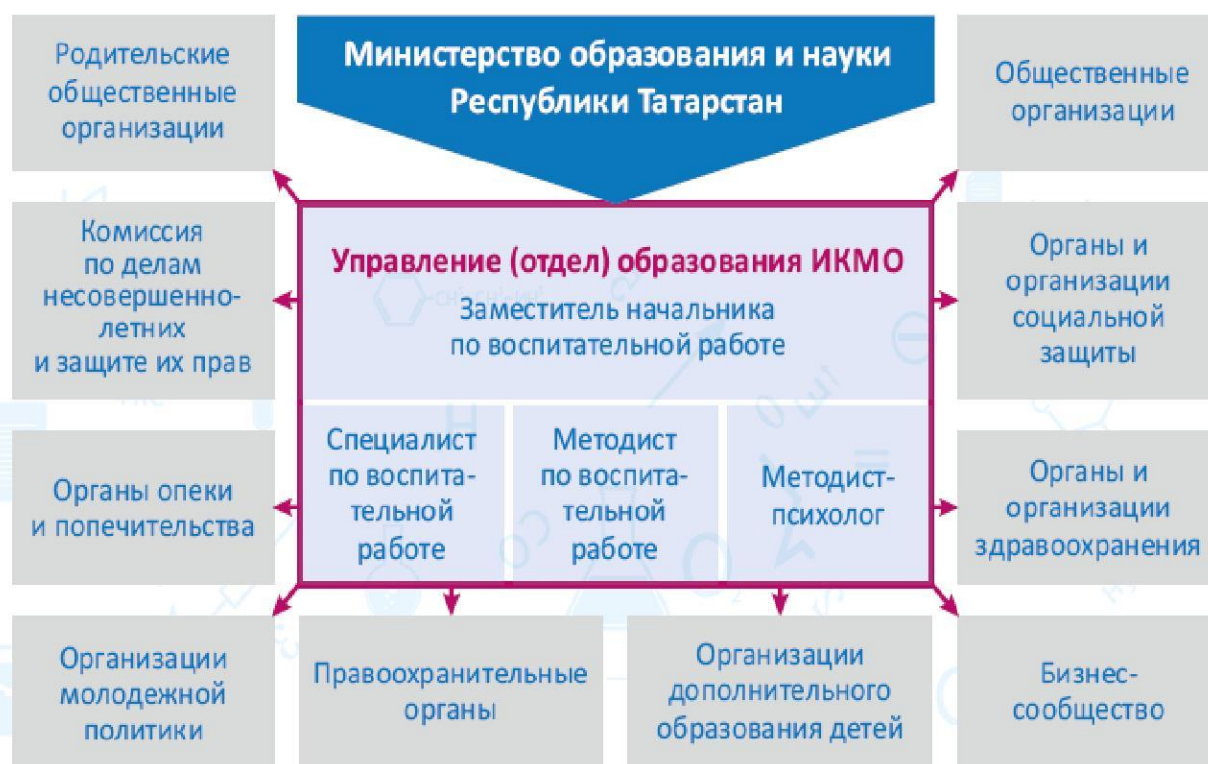 Родительские
общественные
организации
Министерство образования и науки
Республики Татарстан
Общественные
организации
Комиссия
по делам
несовершенно-
летних
и защите их прав
Управление (отдел) образования ИКМО
Заместитель начальника
по воспитательной работе
Органы и
организации
социальной
защиты
Органы опеки
и попечительства
Специалист
по воспита-
тельной
работе
Методист
по воспита-
тельной
работе
Методист-
психолог
Органы и
организации
здравоохранения
Организации
молодежной
политики
Правоохранительные
органы
Организации
дополнительного
образования детей
Бизнес-
сообщество